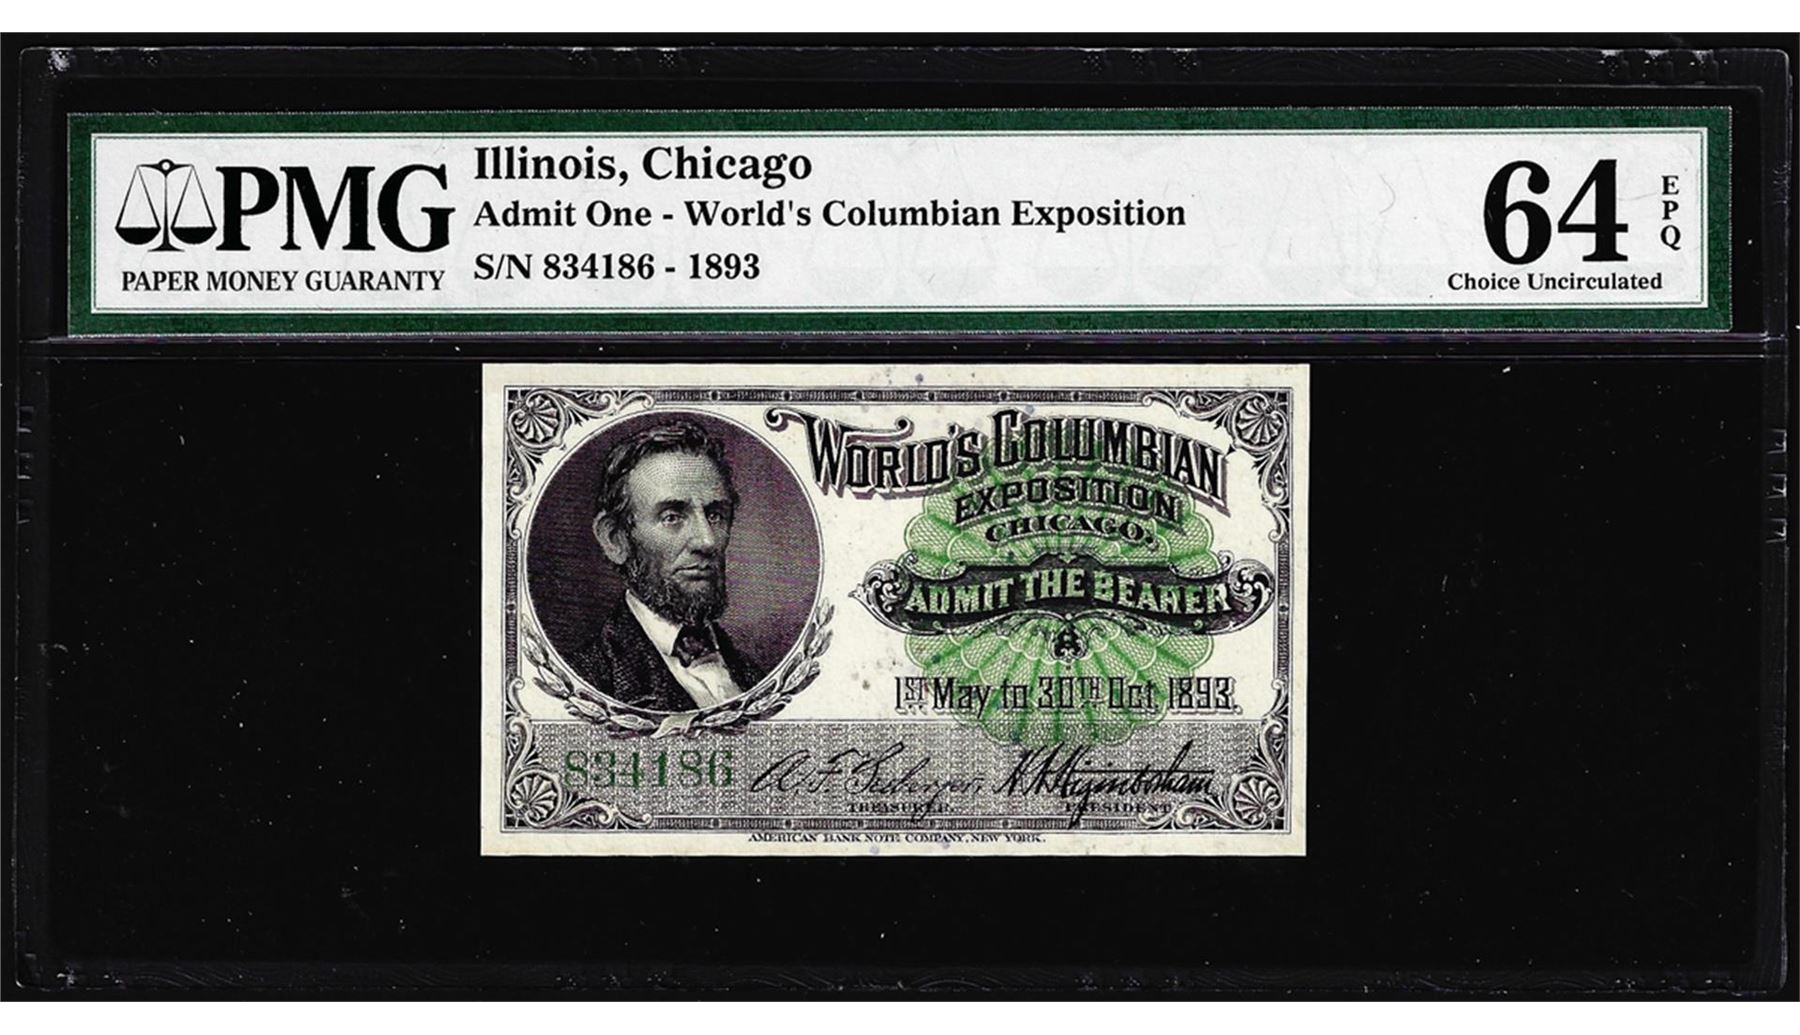 PMG
PAPER MONEY GUARANTY
Illinois, Chicago
Admit One - World's Columbian Exposition
S/N 834186 - 1893
64
EPQ
Choice Uncirculated
WORLD'S COLUMBIAN
EXPOSITION
CHICAGO.
ADMIT THE BEARER
A
1ST May to 30TH Oct. 1893.
834186
A. F. Seeberger,
TREASURER.
H. N. Higinbotham
PRESIDENT
AMERICAN BANK NOTE COMPANY, NEW YORK.